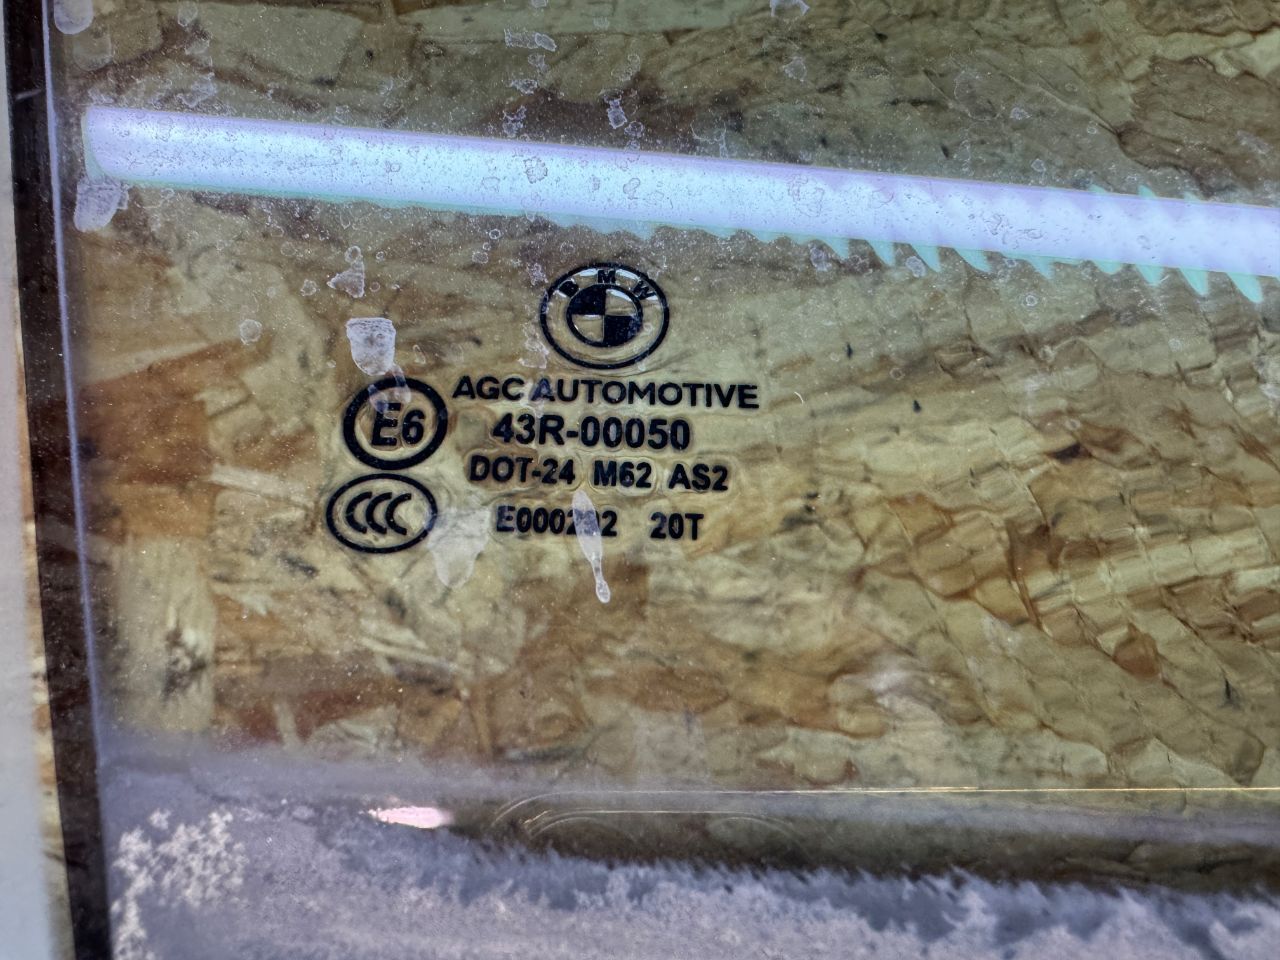 BMW
AGC AUTOMOTIVE
E6 43R-00050
DOT-24 M62 AS2
CCC 20T